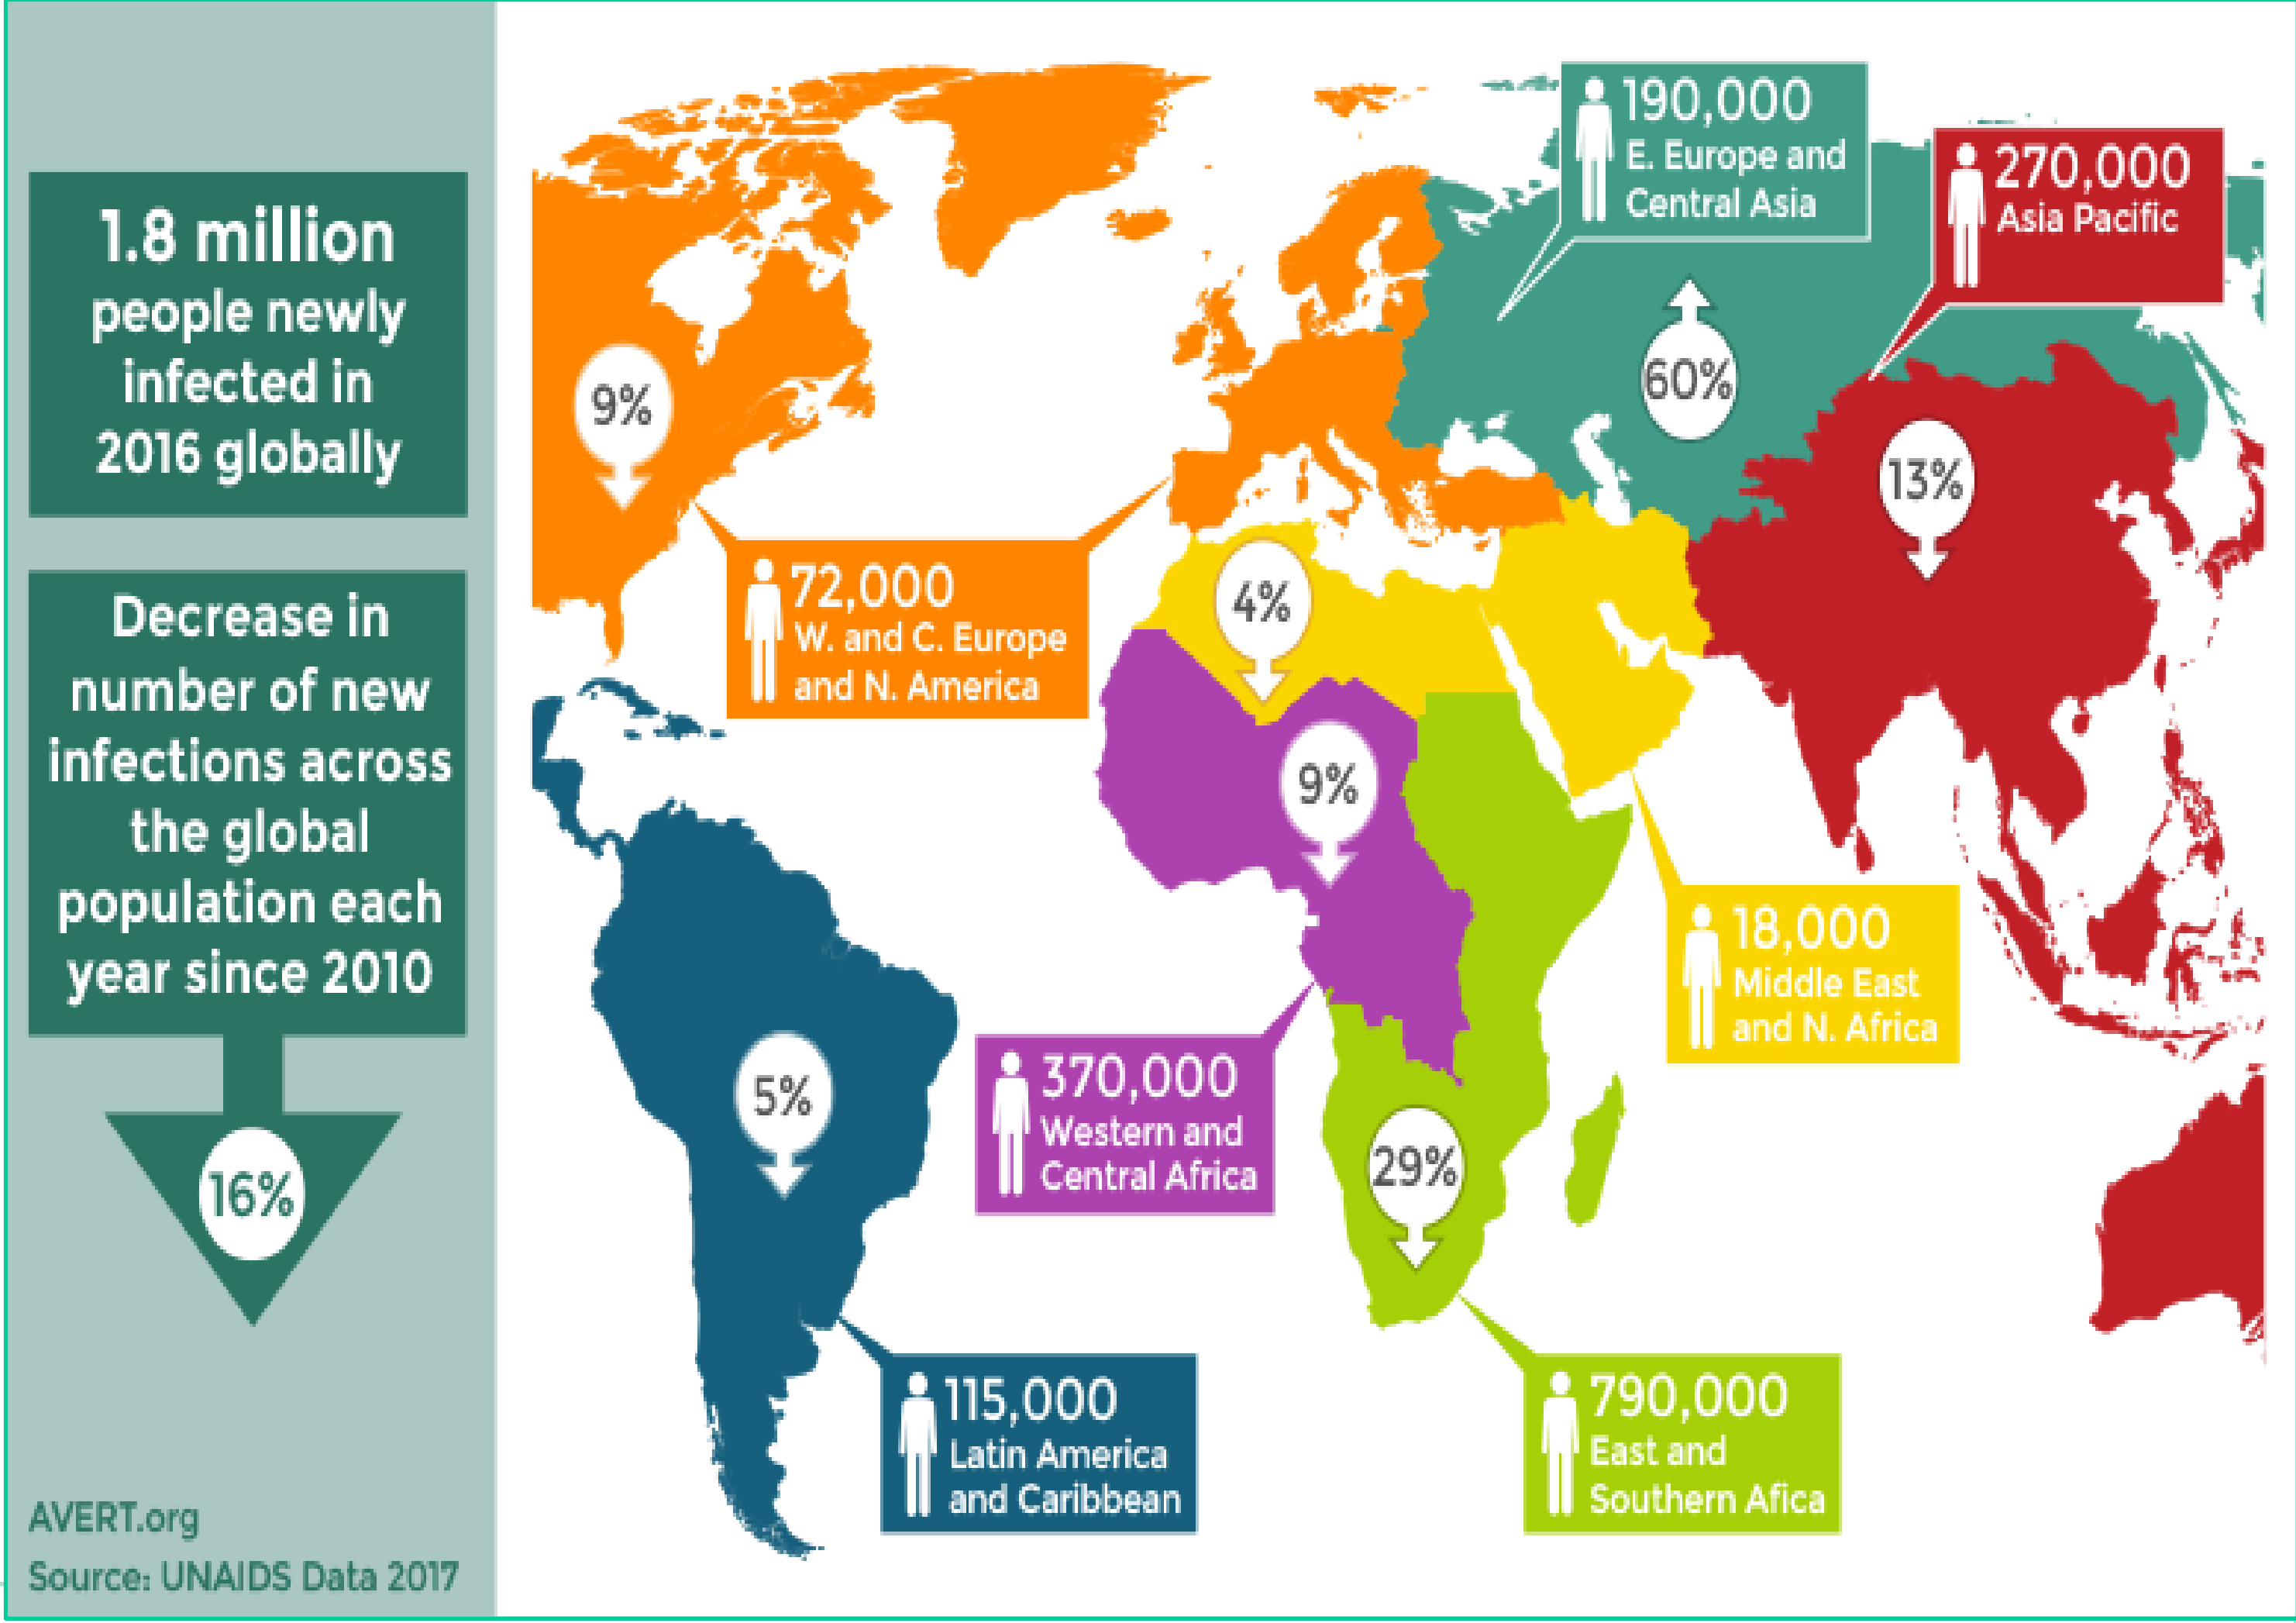 1.8 million
people newly
infected in
2016 globally
Decrease in
number of new
infections across
the global
population each
year since 2010
16%
AVERT.org
Source: UNAIDS Data 2017
190,000
E. Europe and
Central Asia
270,000
Asia Pacific
60%
9%
13%
72,000
W. and C. Europe
and N. America
4%
9%
18,000
Middle East
and N. Africa
370,000
Western and
Central Africa
5%
29%
115,000
Latin America
and Caribbean
790,000
East and
Southern Afica